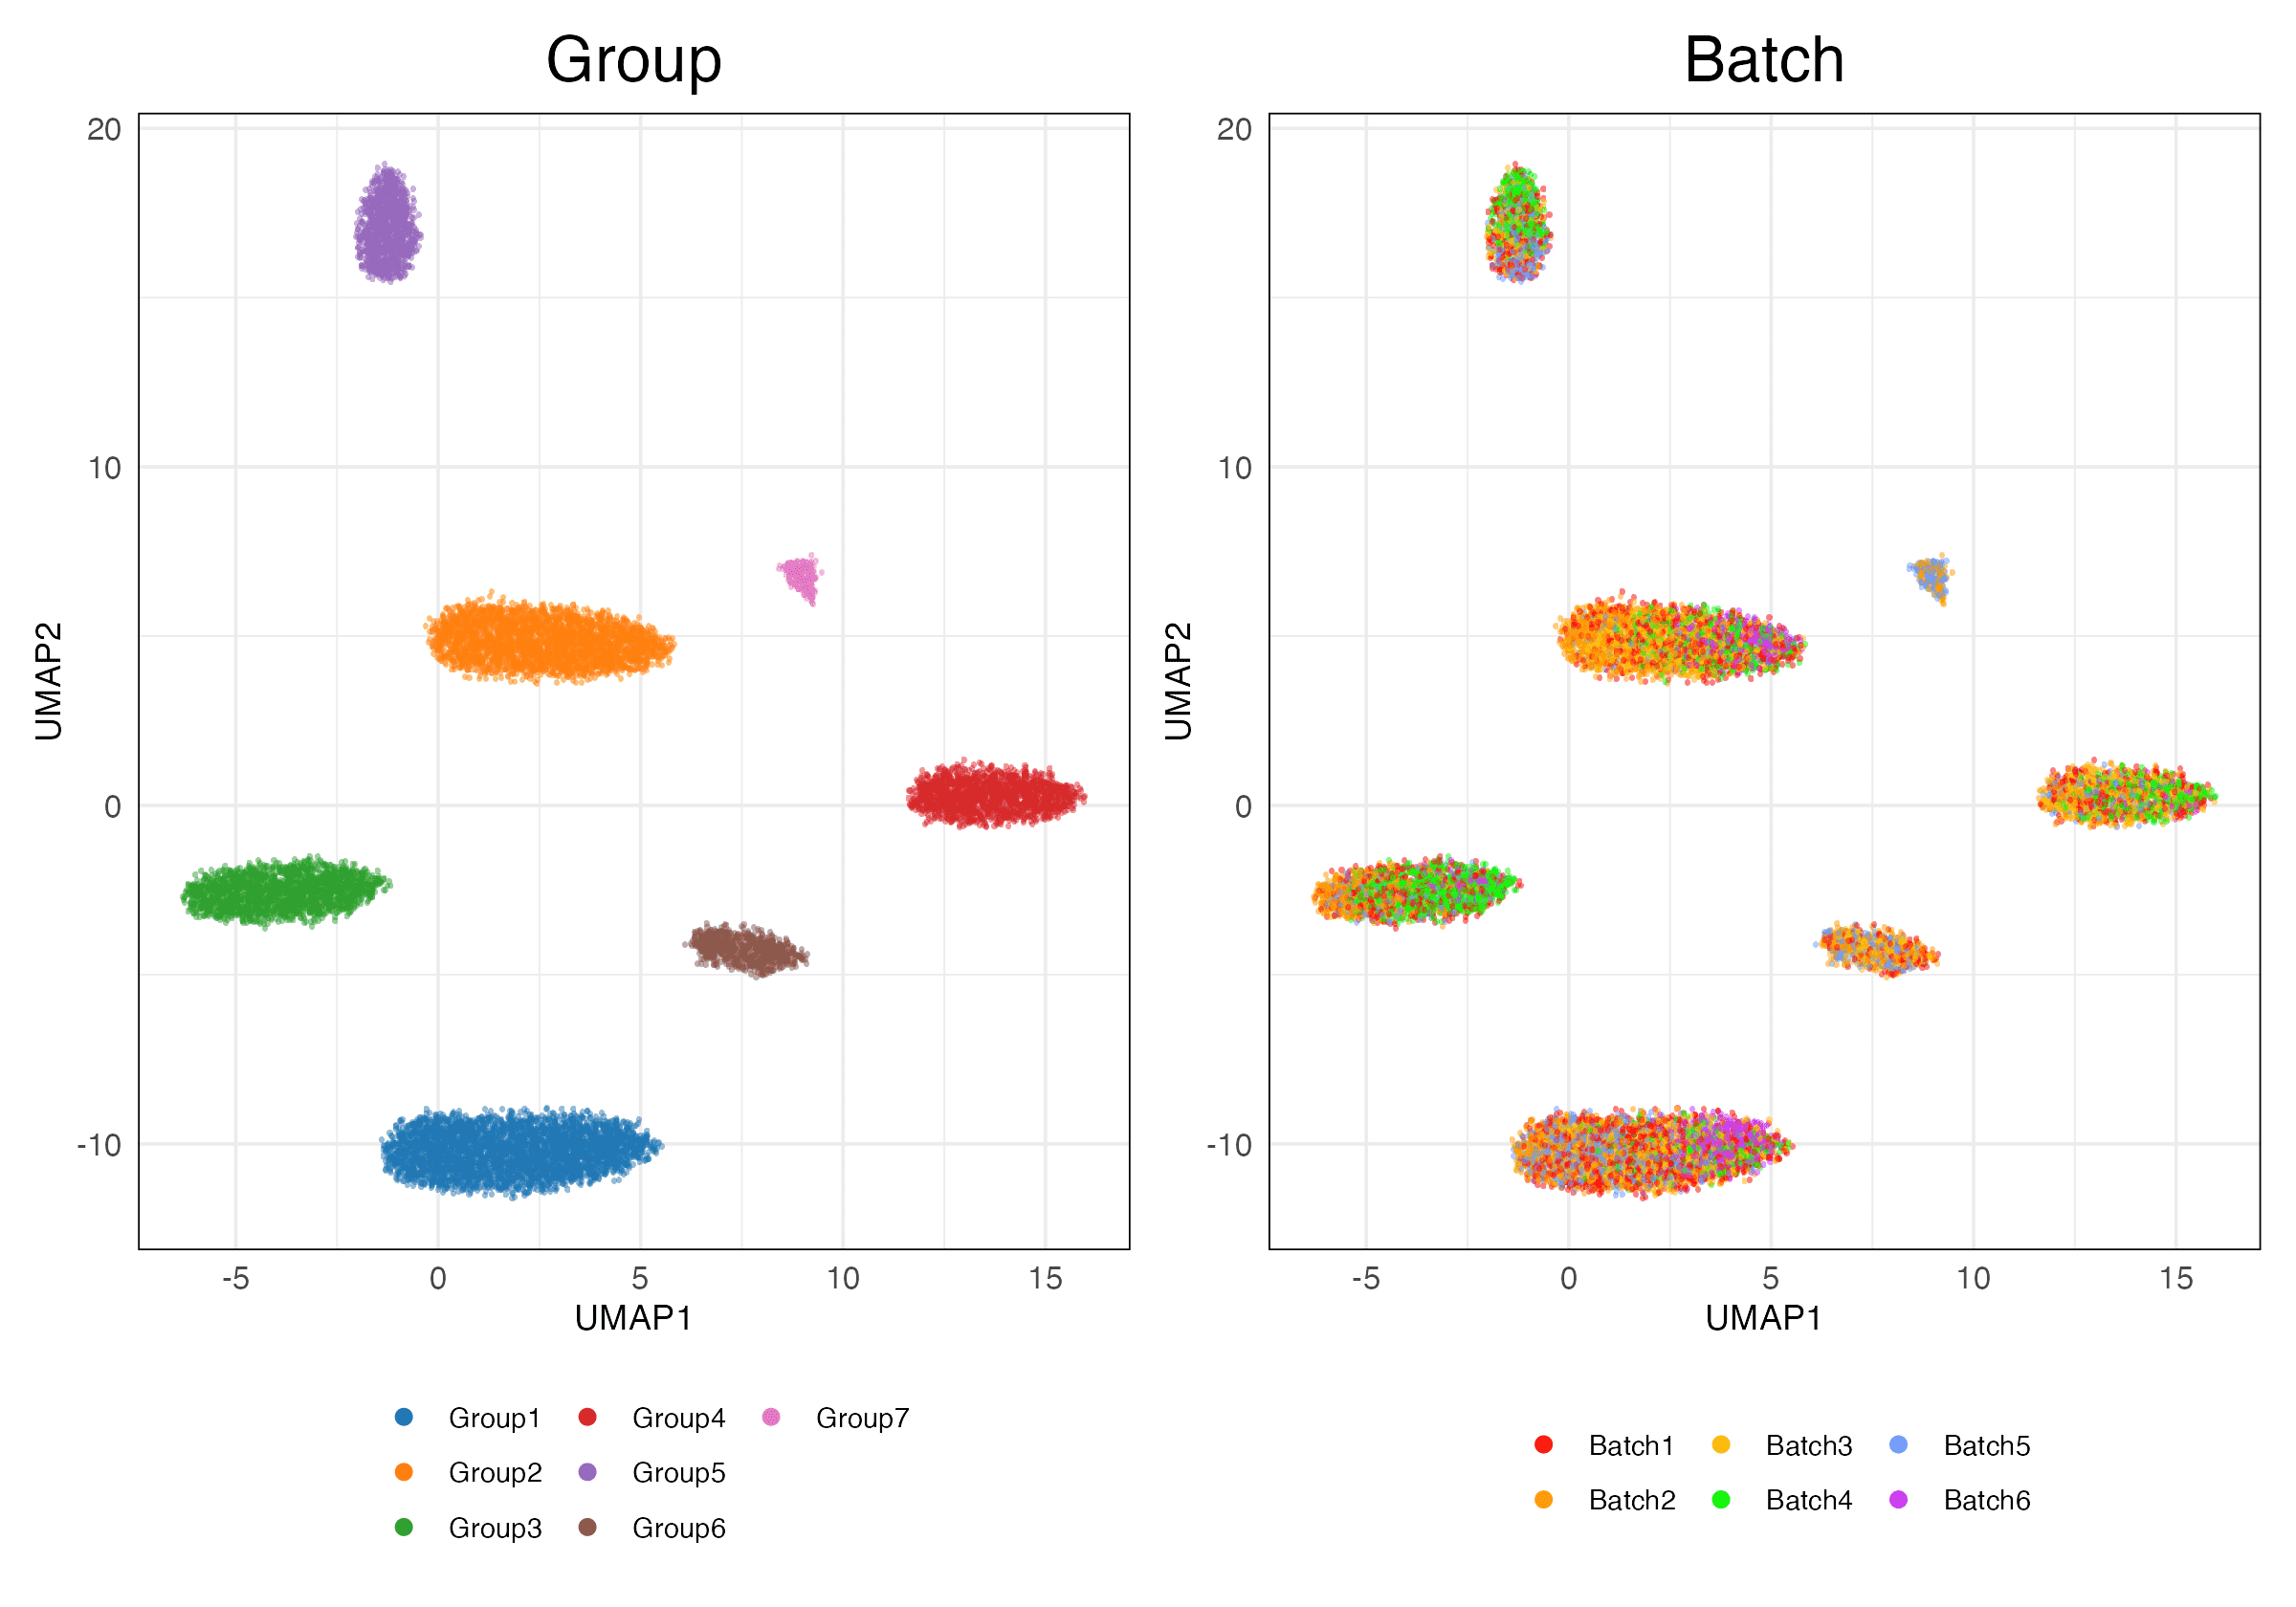 Group
Batch
20
10
0
-10
UMAP2
-5 0 5 10 15
UMAP1
20
10
0
-10
UMAP2
-5 0 5 10 15
UMAP1
Group1 Group4 Group7
Group2 Group5
Group3 Group6
Batch1 Batch3 Batch5
Batch2 Batch4 Batch6